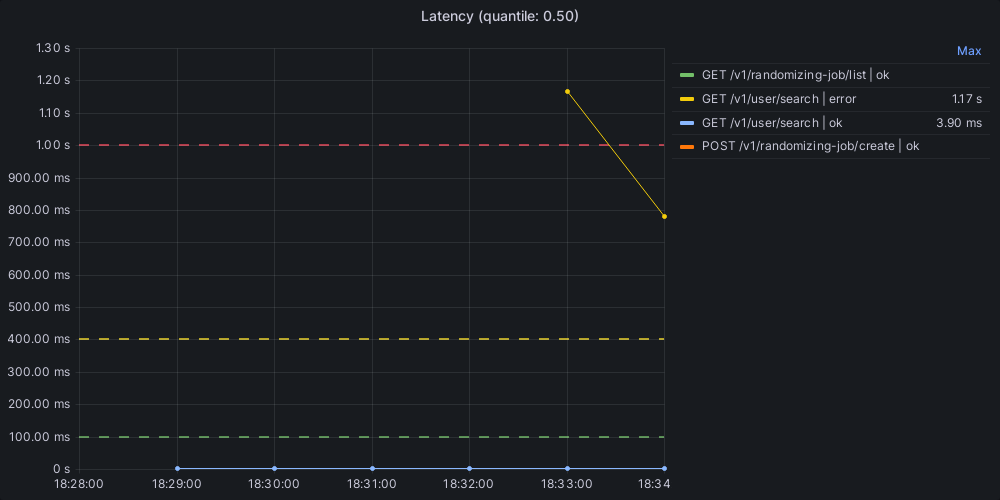 Latency (quantile: 0.50)
Max
GET /v1/randomizing-job/list | ok
GET /v1/user/search | error 1.17 s
GET /v1/user/search | ok 3.90 ms
POST /v1/randomizing-job/create | ok
1.30 s
1.20 s
1.10 s
1.00 s
900.00 ms
800.00 ms
700.00 ms
600.00 ms
500.00 ms
400.00 ms
300.00 ms
200.00 ms
100.00 ms
0 s
18:28:00 18:29:00 18:30:00 18:31:00 18:32:00 18:33:00 18:34